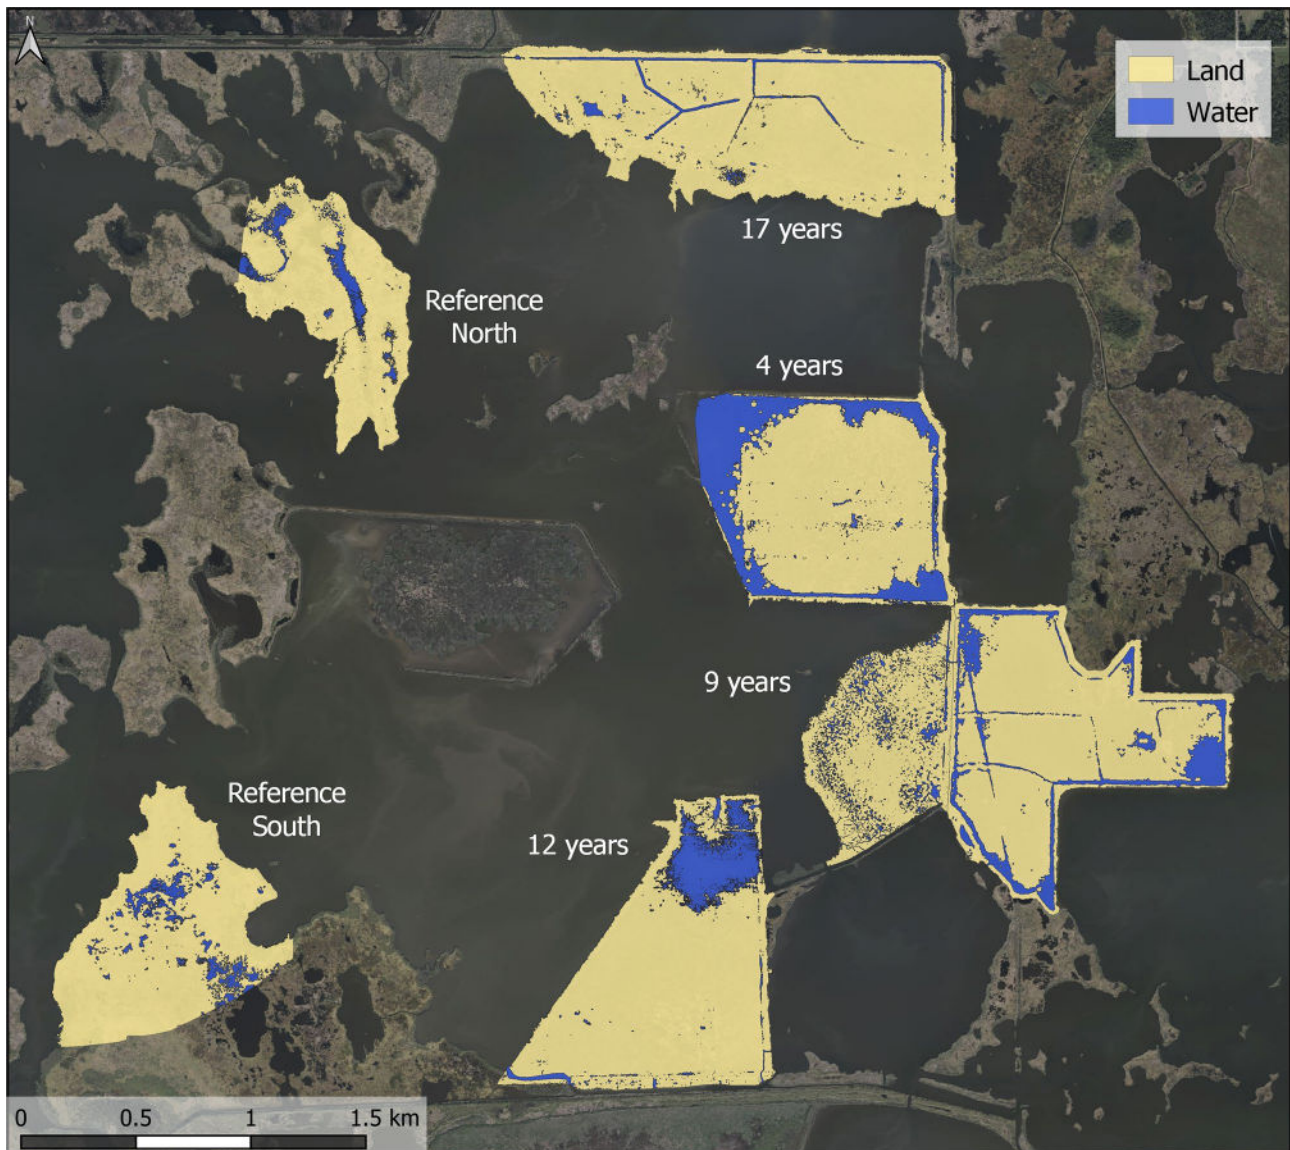 N
Land
Water
17 years
Reference
North
4 years
9 years
Reference
South
12 years
0 0.5 1 1.5 km